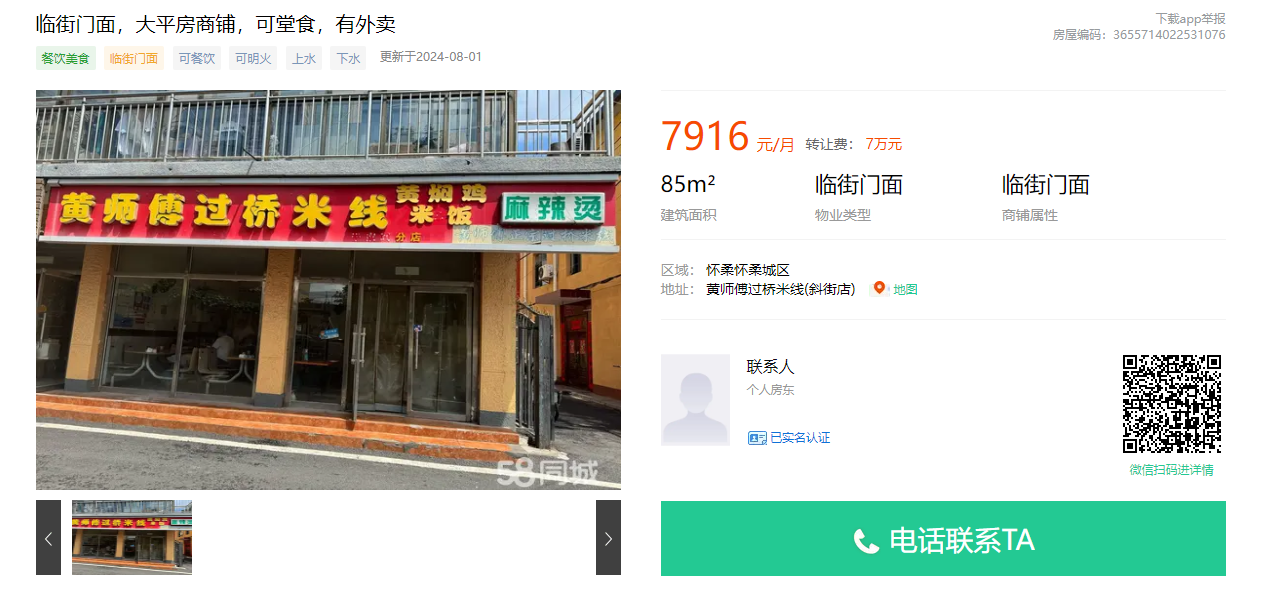 临街门面，大平房商铺，可堂食，有外卖
餐饮美食 临街门面 可餐饮 可明火 上水 下水 更新于2024-08-01
下载app举报
房屋编码：3655714022531076
黄师傅过桥米线
黄焖鸡
米饭
麻辣烫
分店
58同城
7916 元/月 转让费： 7万元
85m² 临街门面 临街门面
建筑面积 物业类型 商铺属性
区域： 怀柔怀柔城区
地址： 黄师傅过桥米线(斜街店) 地图
联系人
个人房东
已实名认证
微信扫码进详情
电话联系TA